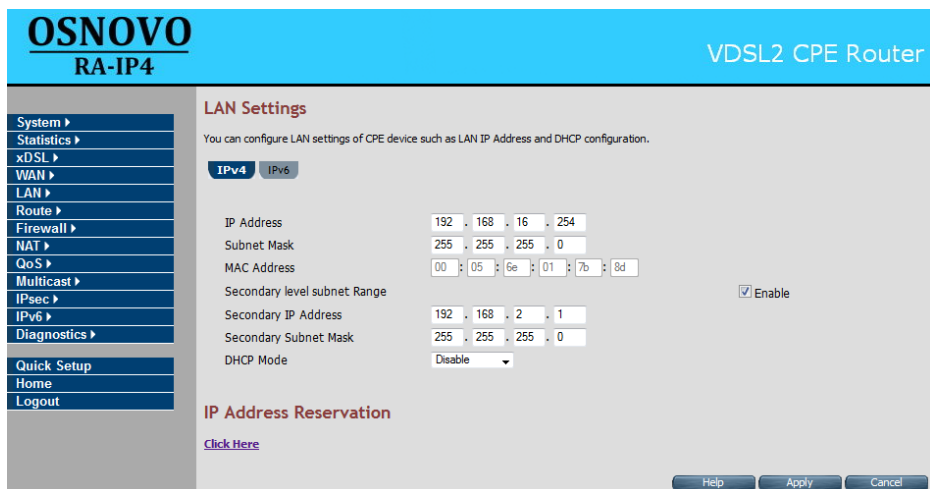 OSNOVO
RA-IP4
VDSL2 CPE Router
System
Statistics
xDSL
WAN
LAN
Route
Firewall
NAT
QoS
Multicast
IPsec
IPv6
Diagnostics
Quick Setup
Home
Logout
LAN Settings
You can configure LAN settings of CPE device such as LAN IP Address and DHCP configuration.
IPv4 IPv6
IP Address 192 . 168 . 16 . 254
Subnet Mask 255 . 255 . 255 . 0
MAC Address 00 : 05 : 6e : 01 : 7b : 8d
Secondary level subnet Range Enable
Secondary IP Address 192 . 168 . 2 . 1
Secondary Subnet Mask 255 . 255 . 255 . 0
DHCP Mode Disable
IP Address Reservation
Click Here
Help Apply Cancel